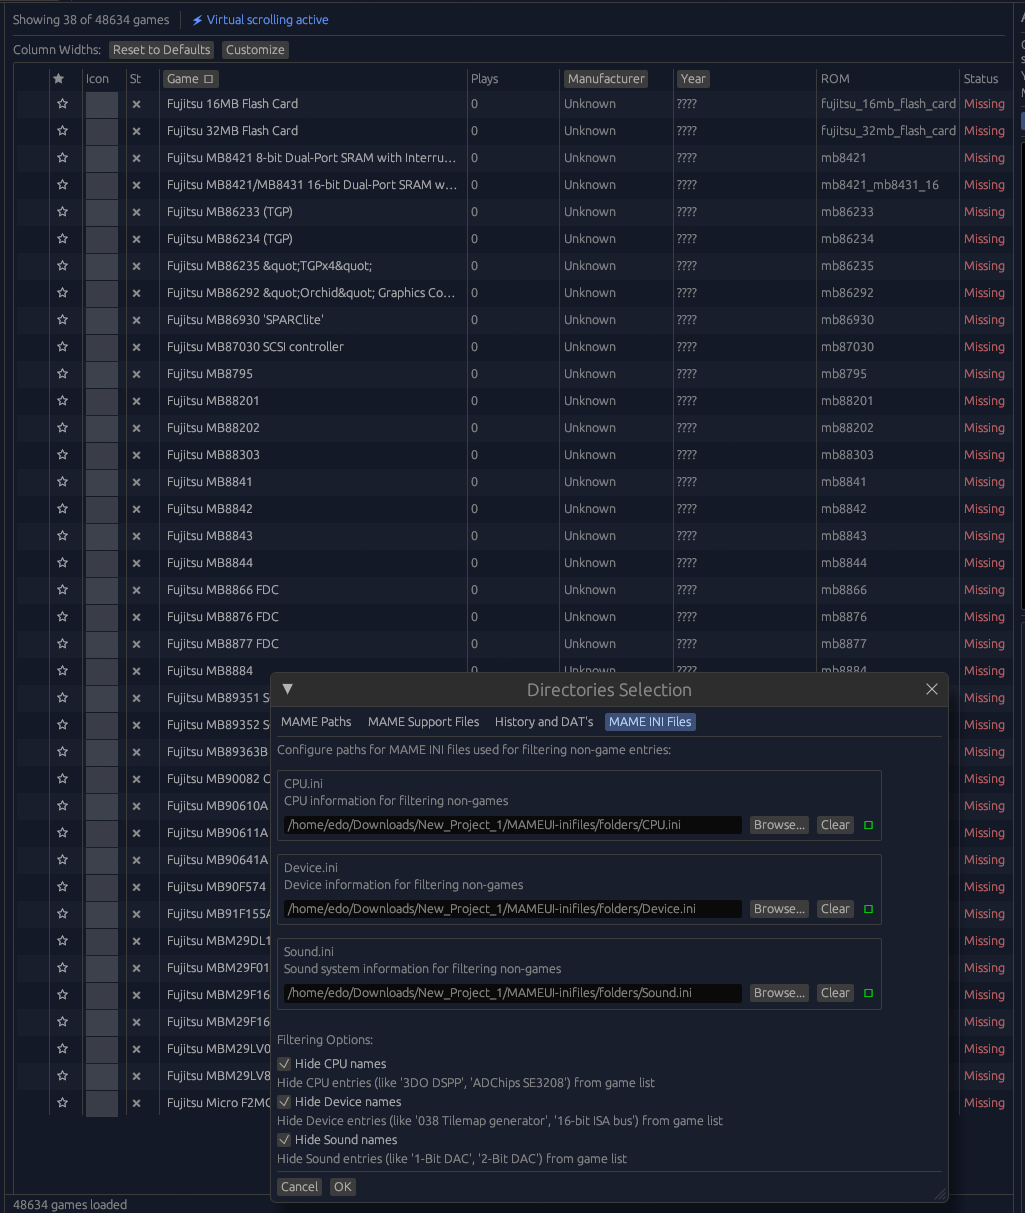 Showing 38 of 48634 games ⚡ Virtual scrolling active
Column Widths: Reset to Defaults Customize
★ Icon St Game □ Plays Manufacturer Year ROM Status
☆ × Fujitsu 16MB Flash Card 0 Unknown ???? fujitsu_16mb_flash_card Missing
☆ × Fujitsu 32MB Flash Card 0 Unknown ???? fujitsu_32mb_flash_card Missing
☆ × Fujitsu MB8421 8-bit Dual-Port SRAM with Interru... 0 Unknown ???? mb8421 Missing
☆ × Fujitsu MB8421/MB8431 16-bit Dual-Port SRAM w... 0 Unknown ???? mb8421_mb8431_16 Missing
☆ × Fujitsu MB86233 (TGP) 0 Unknown ???? mb86233 Missing
☆ × Fujitsu MB86234 (TGP) 0 Unknown ???? mb86234 Missing
☆ × Fujitsu MB86235 &quot;TGPx4&quot; 0 Unknown ???? mb86235 Missing
☆ × Fujitsu MB86292 &quot;Orchid&quot; Graphics Co... 0 Unknown ???? mb86292 Missing
☆ × Fujitsu MB86930 'SPARClite' 0 Unknown ???? mb86930 Missing
☆ × Fujitsu MB87030 SCSI controller 0 Unknown ???? mb87030 Missing
☆ × Fujitsu MB8795 0 Unknown ???? mb8795 Missing
☆ × Fujitsu MB88201 0 Unknown ???? mb88201 Missing
☆ × Fujitsu MB88202 0 Unknown ???? mb88202 Missing
☆ × Fujitsu MB88303 0 Unknown ???? mb88303 Missing
☆ × Fujitsu MB8841 0 Unknown ???? mb8841 Missing
☆ × Fujitsu MB8842 0 Unknown ???? mb8842 Missing
☆ × Fujitsu MB8843 0 Unknown ???? mb8843 Missing
☆ × Fujitsu MB8844 0 Unknown ???? mb8844 Missing
☆ × Fujitsu MB8866 FDC 0 Unknown ???? mb8866 Missing
☆ × Fujitsu MB8876 FDC 0 Unknown ???? mb8876 Missing
☆ × Fujitsu MB8877 FDC 0 Unknown ???? mb8877 Missing
☆ × Fujitsu MB8884 0 Unknown ???? mb8884 Missing
☆ × Fujitsu MB89351 S Missing
☆ × Fujitsu MB89352 S Missing
☆ × Fujitsu MB89363B Missing
☆ × Fujitsu MB90082 Missing
☆ × Fujitsu MB90610A Missing
☆ × Fujitsu MB90611A Missing
☆ × Fujitsu MB90641A Missing
☆ × Fujitsu MB90F574 Missing
☆ × Fujitsu MB91F155A Missing
☆ × Fujitsu MBM29DL1 Missing
☆ × Fujitsu MBM29F01 Missing
☆ × Fujitsu MBM29F16 Missing
☆ × Fujitsu MBM29F16 Missing
☆ × Fujitsu MBM29LV0 Missing
☆ × Fujitsu MBM29LV8 Missing
☆ × Fujitsu Micro F2MC Missing
▼ Directories Selection ×
MAME Paths MAME Support Files History and DAT's MAME INI Files
Configure paths for MAME INI files used for filtering non-game entries:
CPU.ini
CPU information for filtering non-games
/home/edo/Downloads/New_Project_1/MAMEUI-inifiles/folders/CPU.ini Browse... Clear □
Device.ini
Device information for filtering non-games
/home/edo/Downloads/New_Project_1/MAMEUI-inifiles/folders/Device.ini Browse... Clear □
Sound.ini
Sound system information for filtering non-games
/home/edo/Downloads/New_Project_1/MAMEUI-inifiles/folders/Sound.ini Browse... Clear □
Filtering Options:
✓ Hide CPU names
Hide CPU entries (like '3DO DSPP', 'ADChips SE3208') from game list
✓ Hide Device names
Hide Device entries (like '038 Tilemap generator', '16-bit ISA bus') from game list
✓ Hide Sound names
Hide Sound entries (like '1-Bit DAC', '2-Bit DAC') from game list
Cancel OK
48634 games loaded